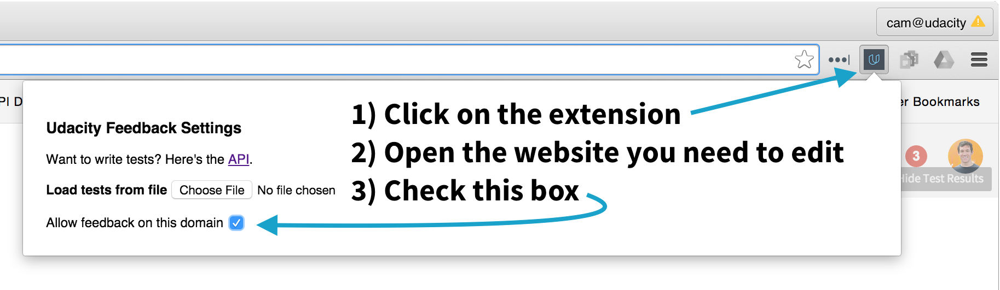 cam@udacity
PI D
er Bookmarks
1) Click on the extension
Udacity Feedback Settings
2) Open the website you need to edit
Want to write tests? Here's the API.
3
Hide Test Results
Load tests from file Choose File No file chosen
3) Check this box
Allow feedback on this domain